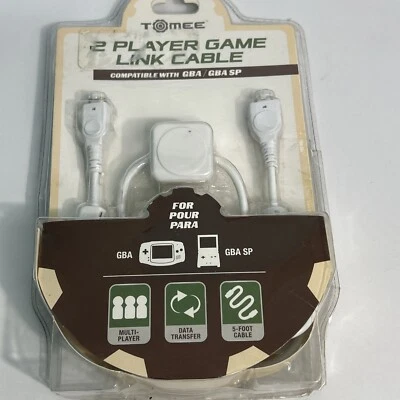 TOMEE
2 PLAYER GAME
LINK CABLE
COMPATIBLE WITH GBA / GBA SP
FOR
POUR
PARA
GBA
GBA SP
MULTI-
PLAYER
DATA
TRANSFER
5-FOOT
CABLE